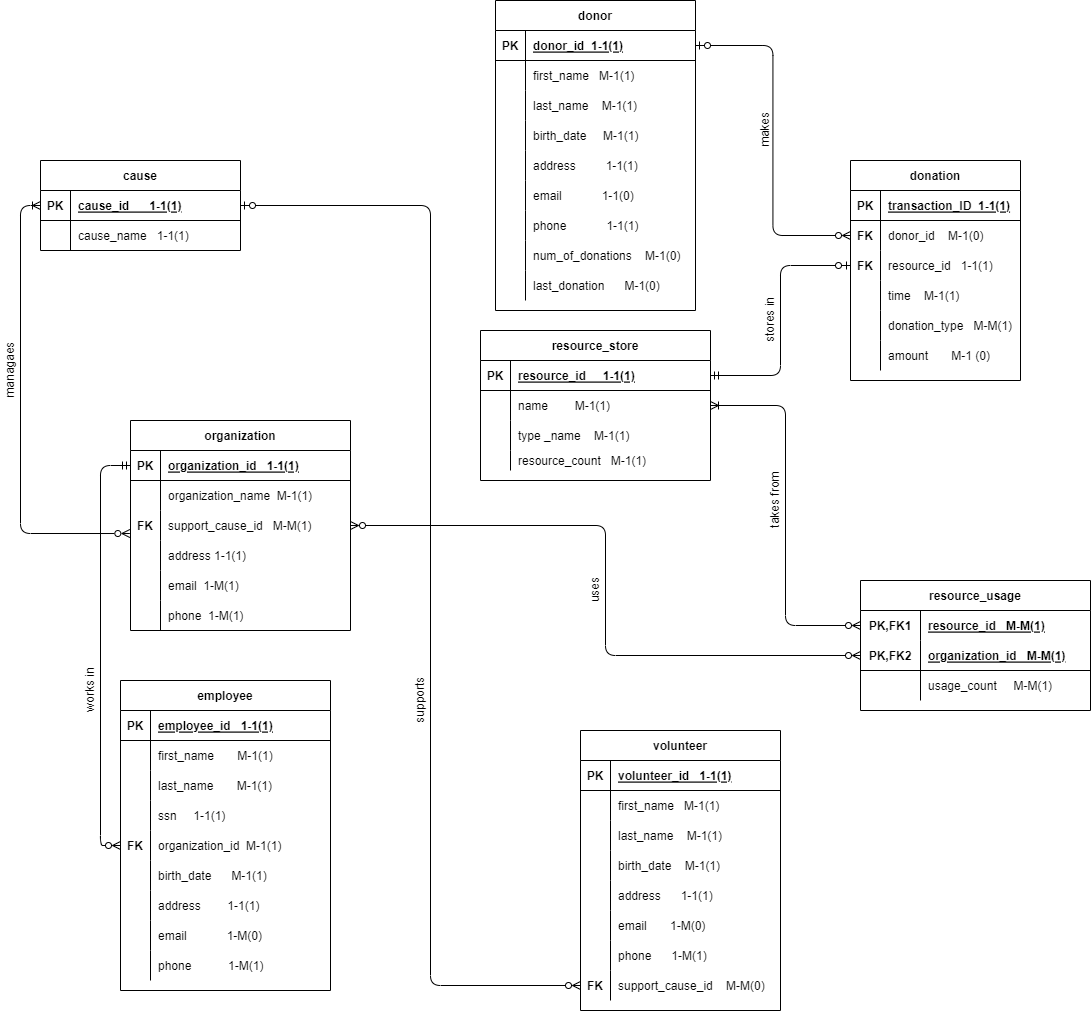 donor
PK donor_id 1-1(1)
first_name M-1(1)
last_name M-1(1)
birth_date M-1(1)
address 1-1(1)
email 1-1(0)
phone 1-1(1)
num_of_donations M-1(0)
last_donation M-1(0)
makes
cause
PK cause_id 1-1(1)
cause_name 1-1(1)
donation
PK transaction_ID 1-1(1)
FK donor_id M-1(0)
FK resource_id 1-1(1)
time M-1(1)
donation_type M-M(1)
amount M-1 (0)
stores in
resource_store
PK resource_id 1-1(1)
name M-1(1)
type _name M-1(1)
resource_count M-1(1)
managaes
organization
PK organization_id 1-1(1)
organization_name M-1(1)
FK support_cause_id M-M(1)
address 1-1(1)
email 1-M(1)
phone 1-M(1)
takes from
uses
resource_usage
PK,FK1 resource_id M-M(1)
PK,FK2 organization_id M-M(1)
usage_count M-M(1)
works in
supports
employee
PK employee_id 1-1(1)
first_name M-1(1)
last_name M-1(1)
ssn 1-1(1)
FK organization_id M-1(1)
birth_date M-1(1)
address 1-1(1)
email 1-M(0)
phone 1-M(1)
volunteer
PK volunteer_id 1-1(1)
first_name M-1(1)
last_name M-1(1)
birth_date M-1(1)
address 1-1(1)
email 1-M(0)
phone 1-M(1)
FK support_cause_id M-M(0)